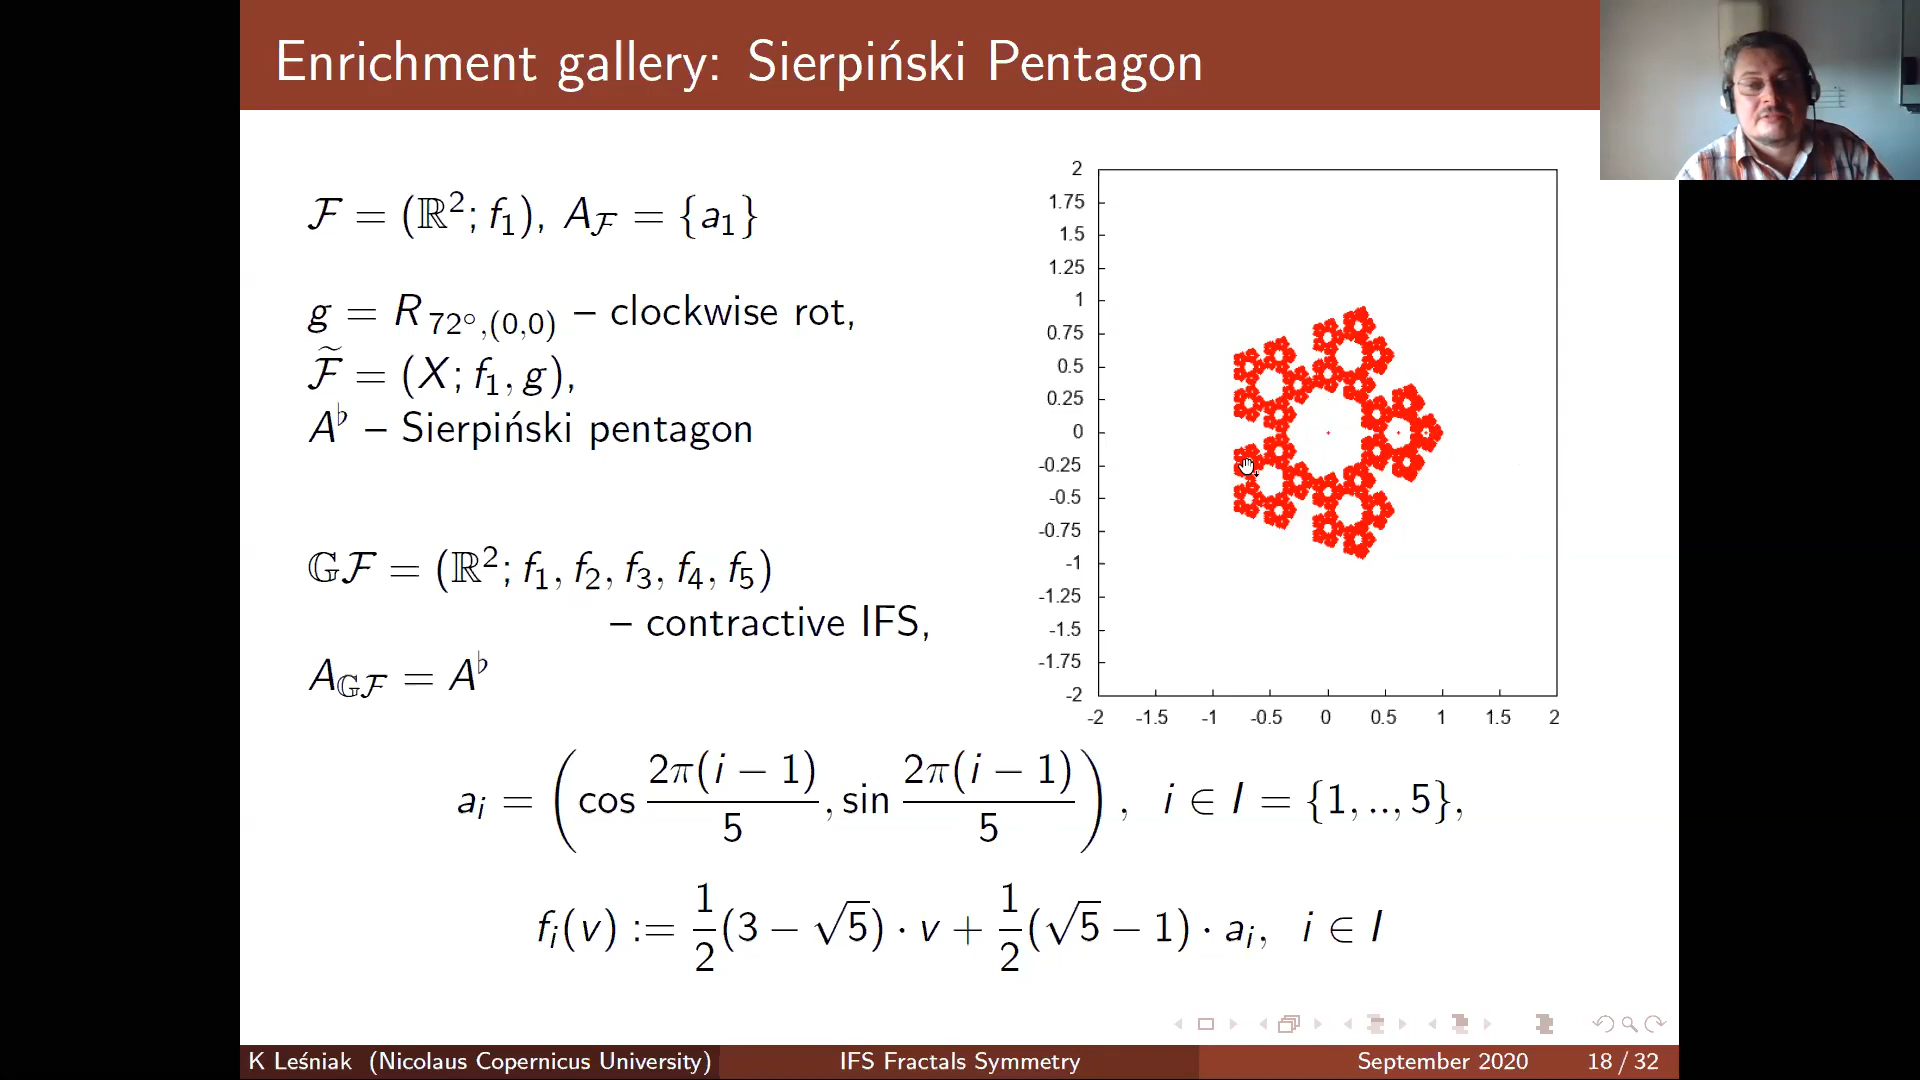 Enrichment gallery: Sierpiński Pentagon
ℱ = (ℝ²; f₁), A_ℱ = {a₁}
g = R_{72°,(0,0)} – clockwise rot,
ℱ̃ = (X; f₁, g),
A^♭ – Sierpiński pentagon
𝔾ℱ = (ℝ²; f₁, f₂, f₃, f₄, f₅)
– contractive IFS,
A_{𝔾ℱ} = A^♭
2
1.75
1.5
1.25
1
0.75
0.5
0.25
0
-0.25
-0.5
-0.75
-1
-1.25
-1.5
-1.75
-2
-2 -1.5 -1 -0.5 0 0.5 1 1.5 2
a_i = (cos 2π(i − 1)/5, sin 2π(i − 1)/5), i ∈ I = {1, .., 5},
f_i(v) := 1/2(3 − √5) · v + 1/2(√5 − 1) · a_i, i ∈ I
K Leśniak (Nicolaus Copernicus University) IFS Fractals Symmetry September 2020 18 / 32